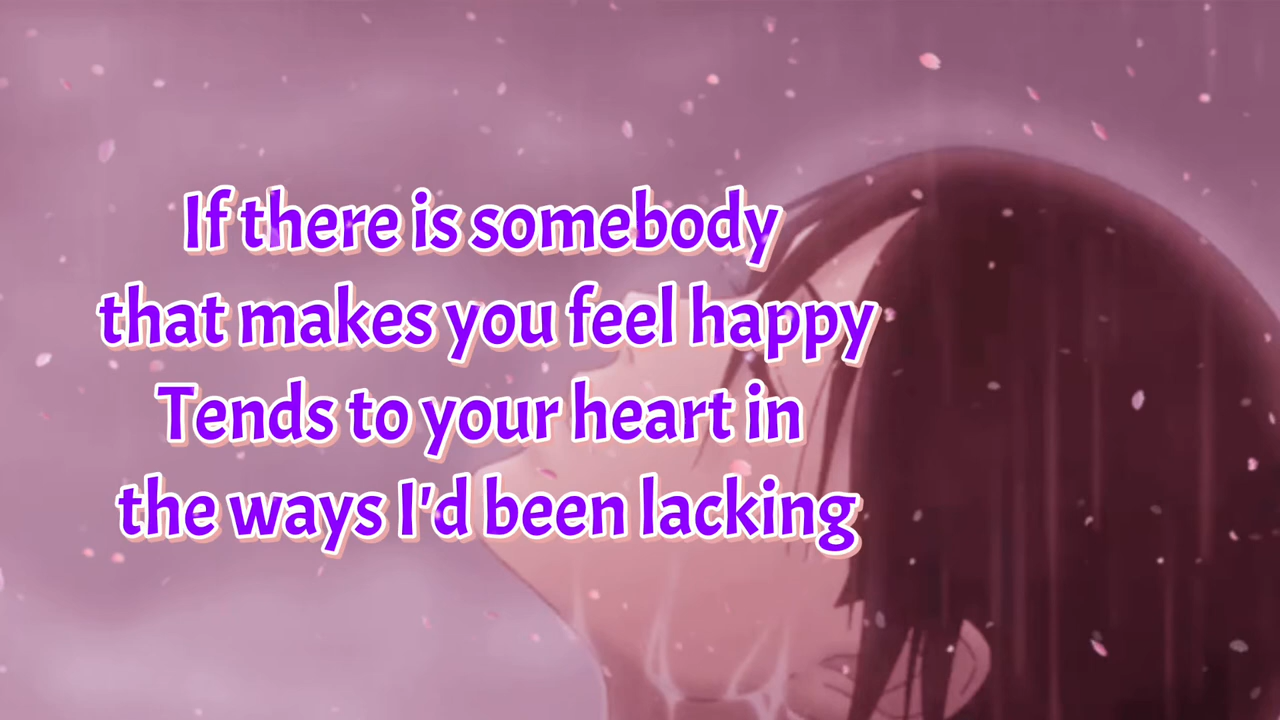 If there is somebody
that makes you feel happy
Tends to your heart in
the ways I'd been lacking